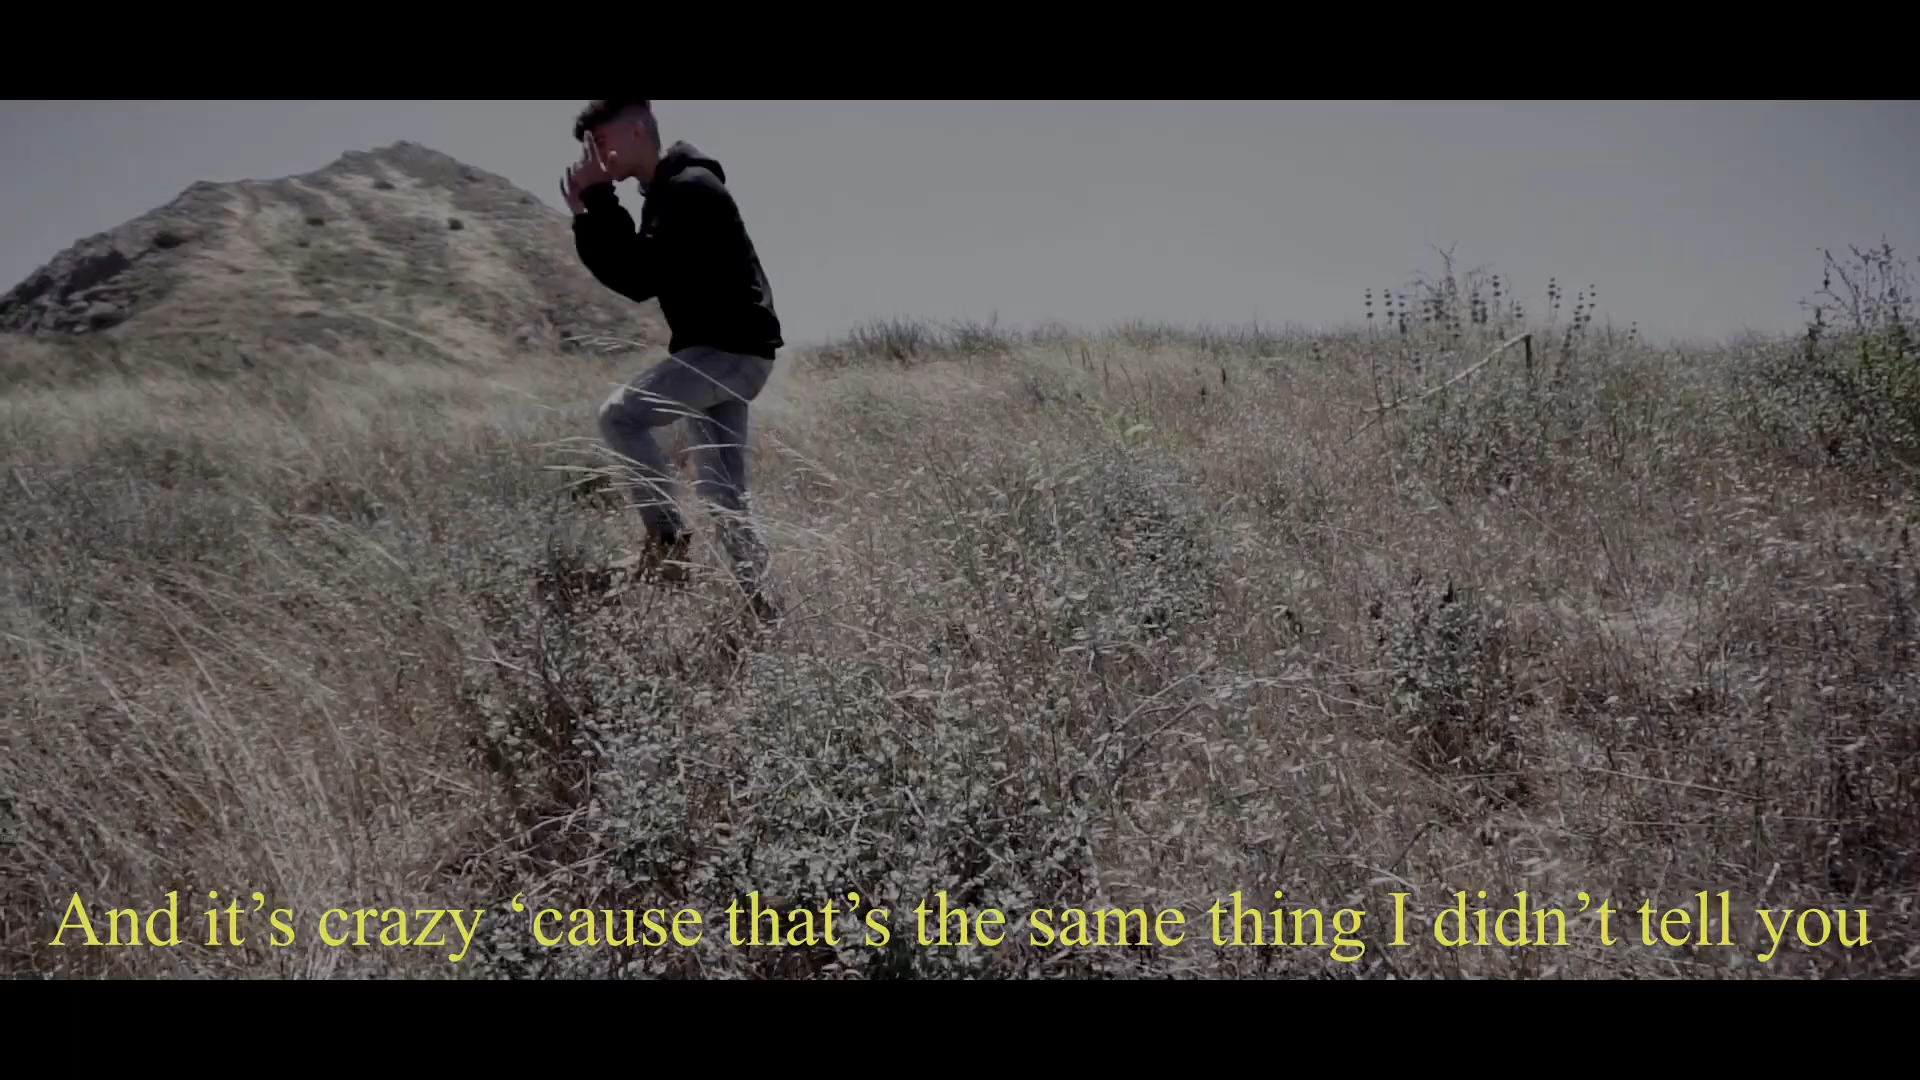 And it’s crazy ‘cause that’s the same thing I didn’t tell you